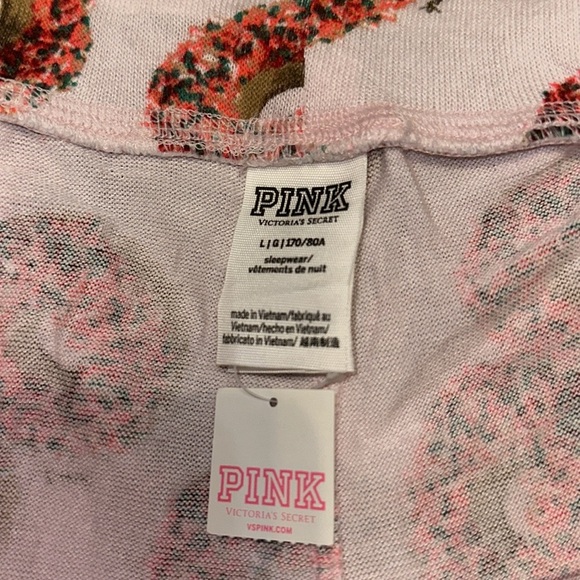 PINK
VICTORIA'S SECRET
L | G | 170/80A
sleepwear/
vêtements de nuit
made in Vietnam/fabriqué au
Vietnam/hecho en Vietnam/
fabbricato in Vietnam/ 越南制造
PINK
VICTORIA'S SECRET
VSPINK.COM